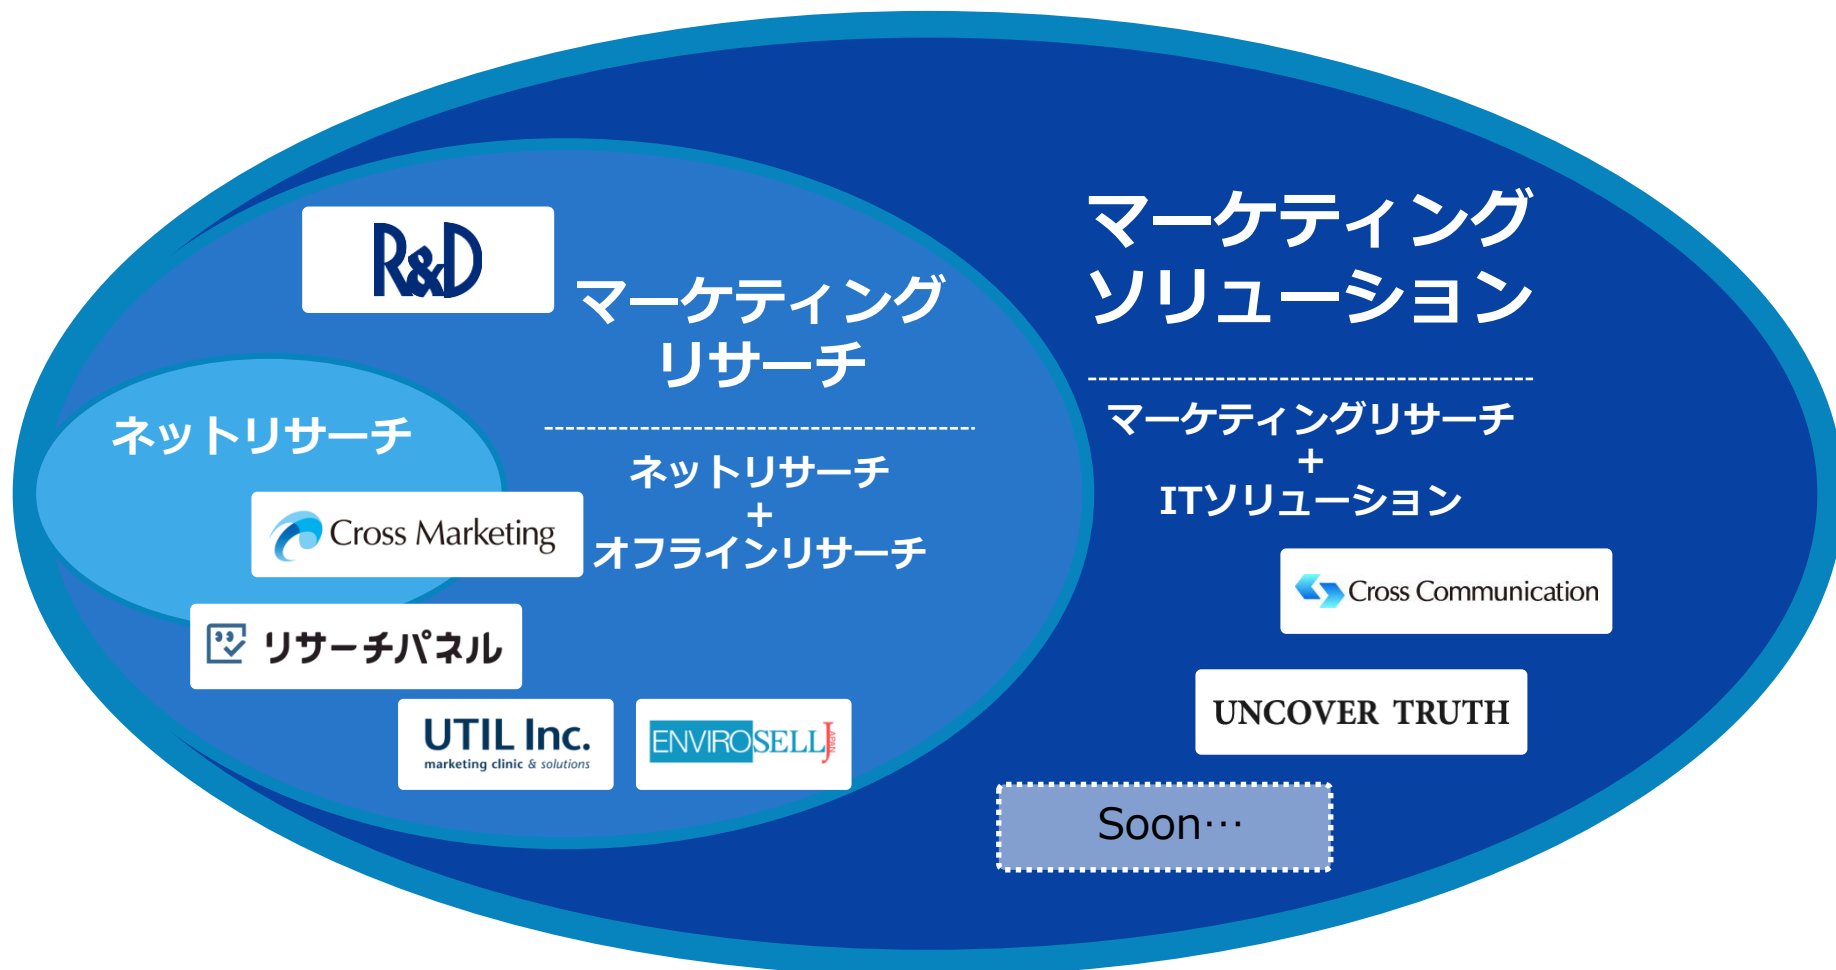 R&D
マーケティング
リサーチ
ネットリサーチ
+
オフラインリサーチ
ネットリサーチ
Cross Marketing
リサーチパネル
UTIL Inc.
marketing clinic & solutions
ENVIROSELL JAPAN
マーケティング
ソリューション
マーケティングリサーチ
+
ITソリューション
Cross Communication
UNCOVER TRUTH
Soon…